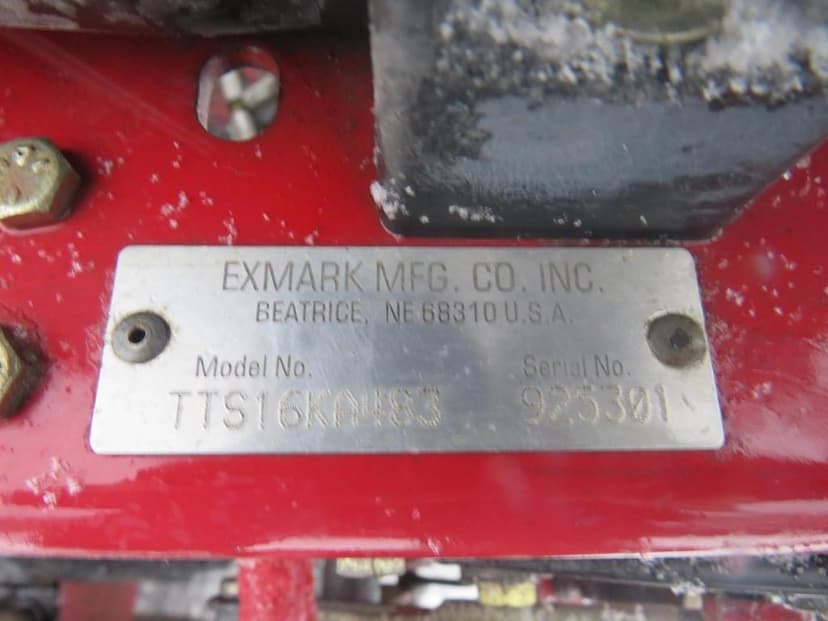 EXMARK MFG. CO. INC.
BEATRICE, NE 68310 U.S.A.
Model No. Serial No.
TTS16KA483 925301